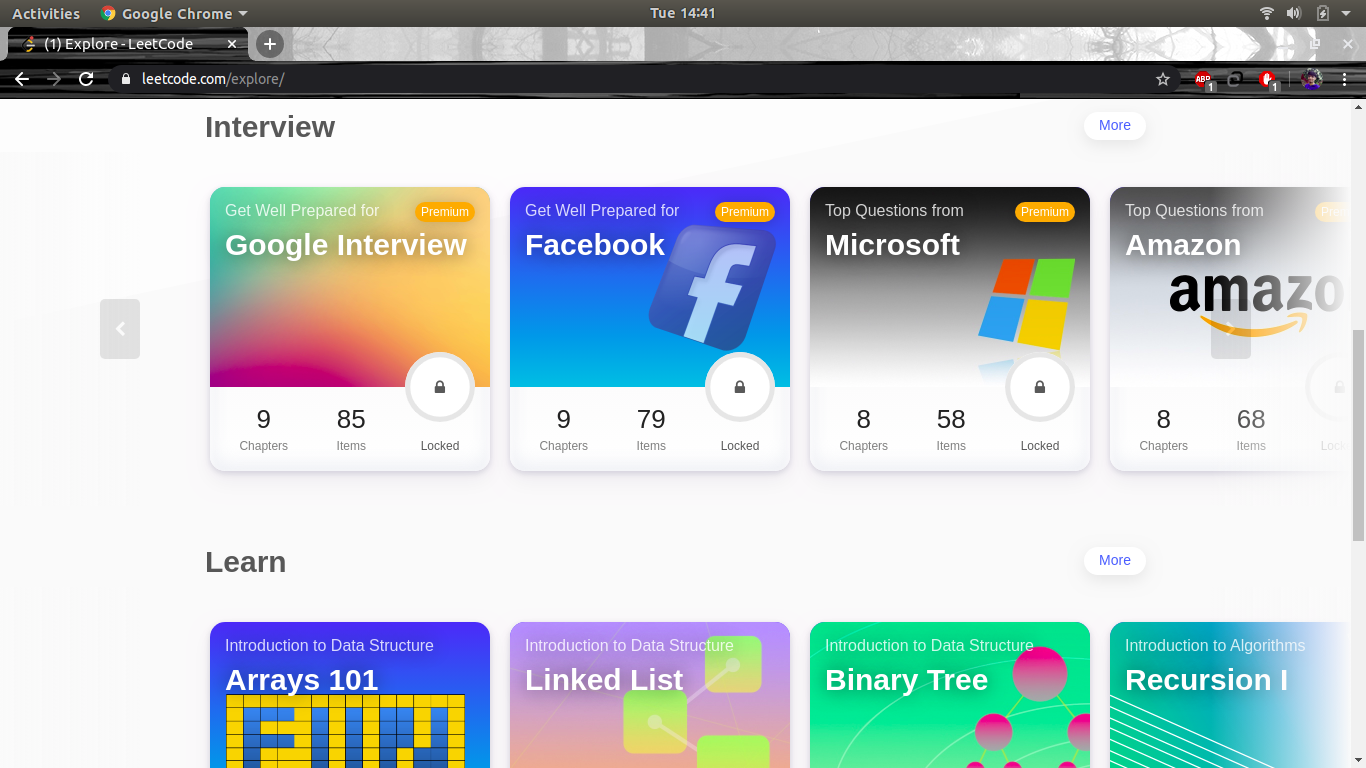 Activities Google Chrome Tue 14:41
(1) Explore - LeetCode
leetcode.com/explore/
ABP 1 1
Interview More
Get Well Prepared for Premium
Google Interview
9 85
Chapters Items Locked
Get Well Prepared for Premium
Facebook
9 79
Chapters Items Locked
Top Questions from Premium
Microsoft
8 58
Chapters Items Locked
Top Questions from
Amazon
amazo
8 68
Chapters Items
Learn More
Introduction to Data Structure
Arrays 101
Introduction to Data Structure
Linked List
Introduction to Data Structure
Binary Tree
Introduction to Algorithms
Recursion I